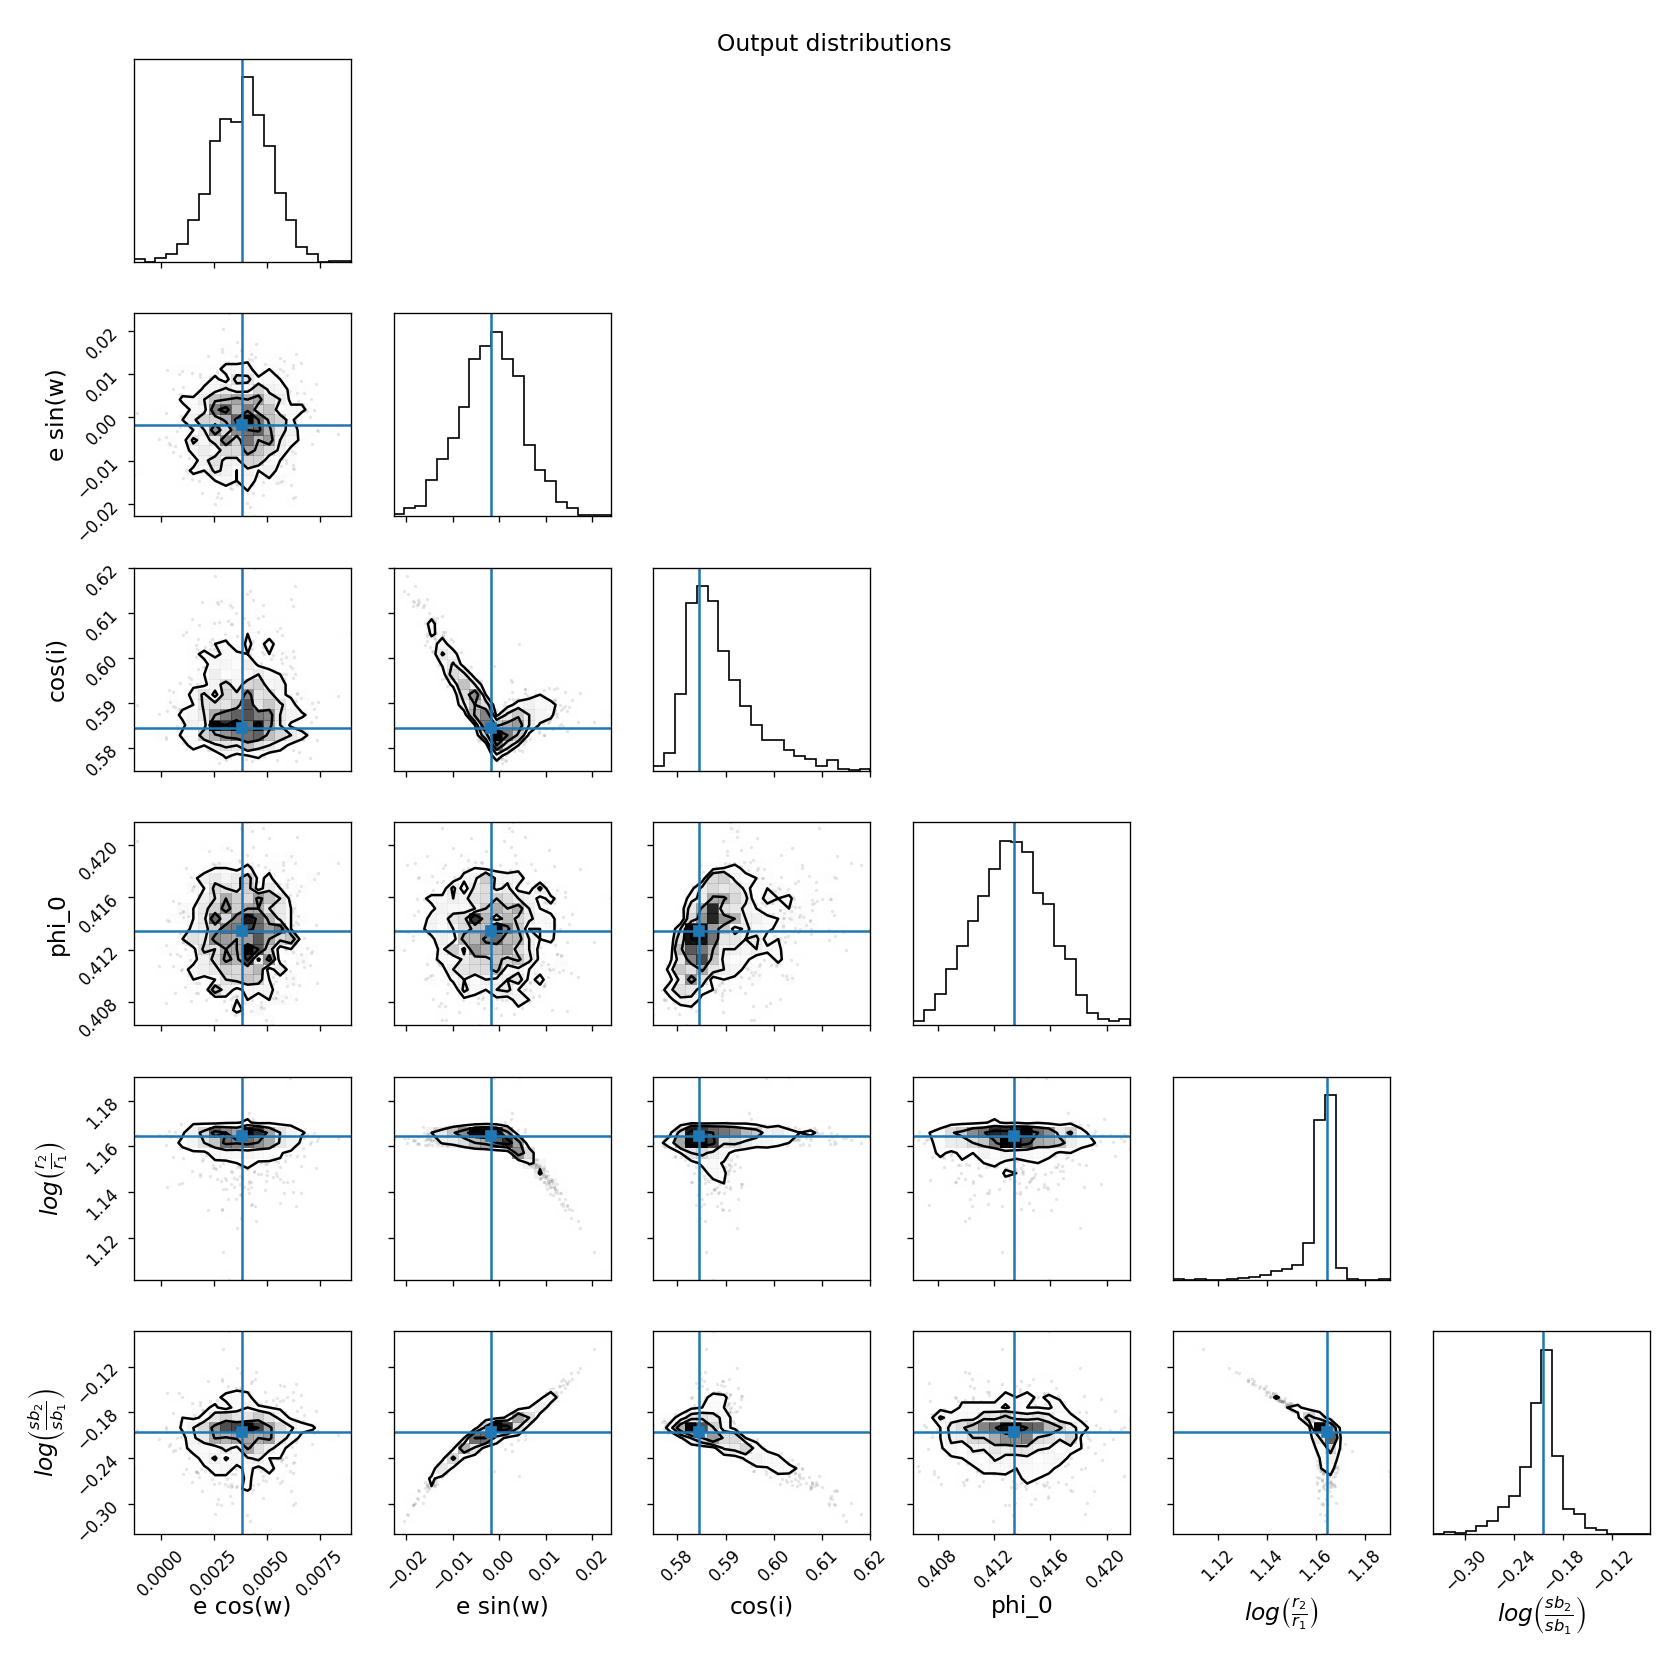 Output distributions
e sin(w)
0.02
0.01
0.00
−0.01
−0.02
cos(i)
0.62
0.61
0.60
0.59
0.58
phi_0
0.420
0.416
0.412
0.408
log(r₂/r₁)
1.18
1.16
1.14
1.12
log(sb₂/sb₁)
−0.12
−0.18
−0.24
−0.30
0.0000 0.0025 0.0050 0.0075
e cos(w)
−0.02 −0.01 0.00 0.01 0.02
e sin(w)
0.58 0.59 0.60 0.61 0.62
cos(i)
0.408 0.412 0.416 0.420
phi_0
1.12 1.14 1.16 1.18
log(r₂/r₁)
−0.30 −0.24 −0.18 −0.12
log(sb₂/sb₁)